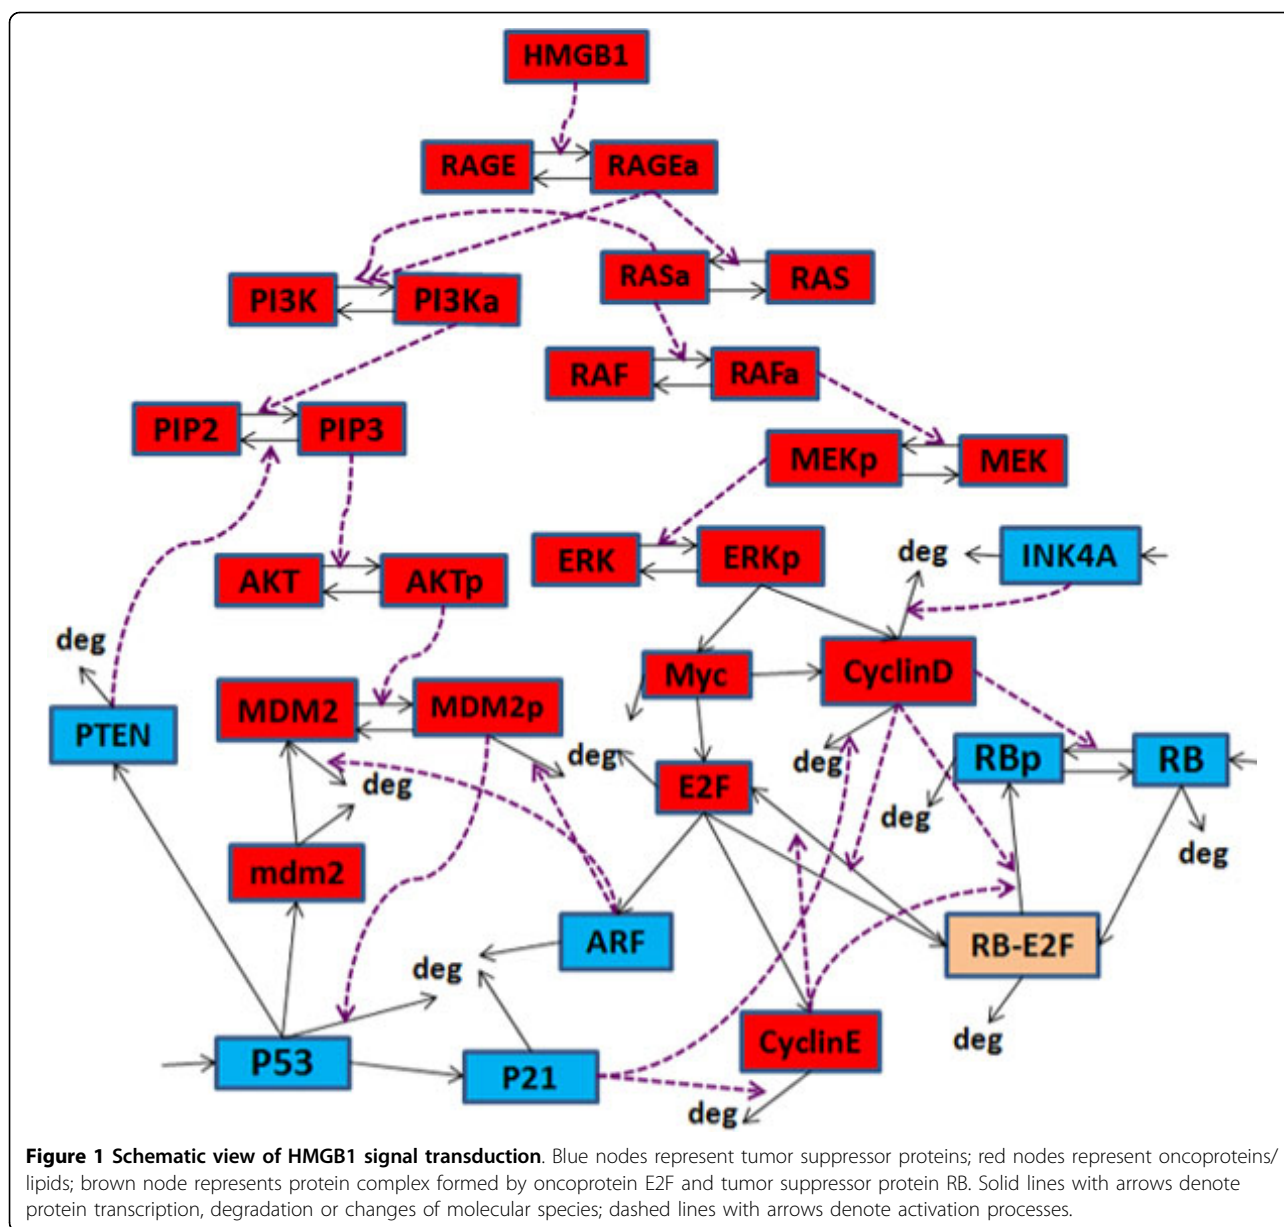 HMGB1
RAGE RAGEa
PI3K PI3Ka RASa RAS
RAF RAFa
PIP2 PIP3
MEKp MEK
ERK ERKp deg INK4A
AKT AKTp
deg
Myc CyclinD
PTEN MDM2 MDM2p
deg deg deg RBp RB
E2F
deg deg
mdm2
ARF RB-E2F
deg
P53 P21 CyclinE deg
deg
Figure 1 Schematic view of HMGB1 signal transduction. Blue nodes represent tumor suppressor proteins; red nodes represent oncoproteins/
lipids; brown node represents protein complex formed by oncoprotein E2F and tumor suppressor protein RB. Solid lines with arrows denote
protein transcription, degradation or changes of molecular species; dashed lines with arrows denote activation processes.